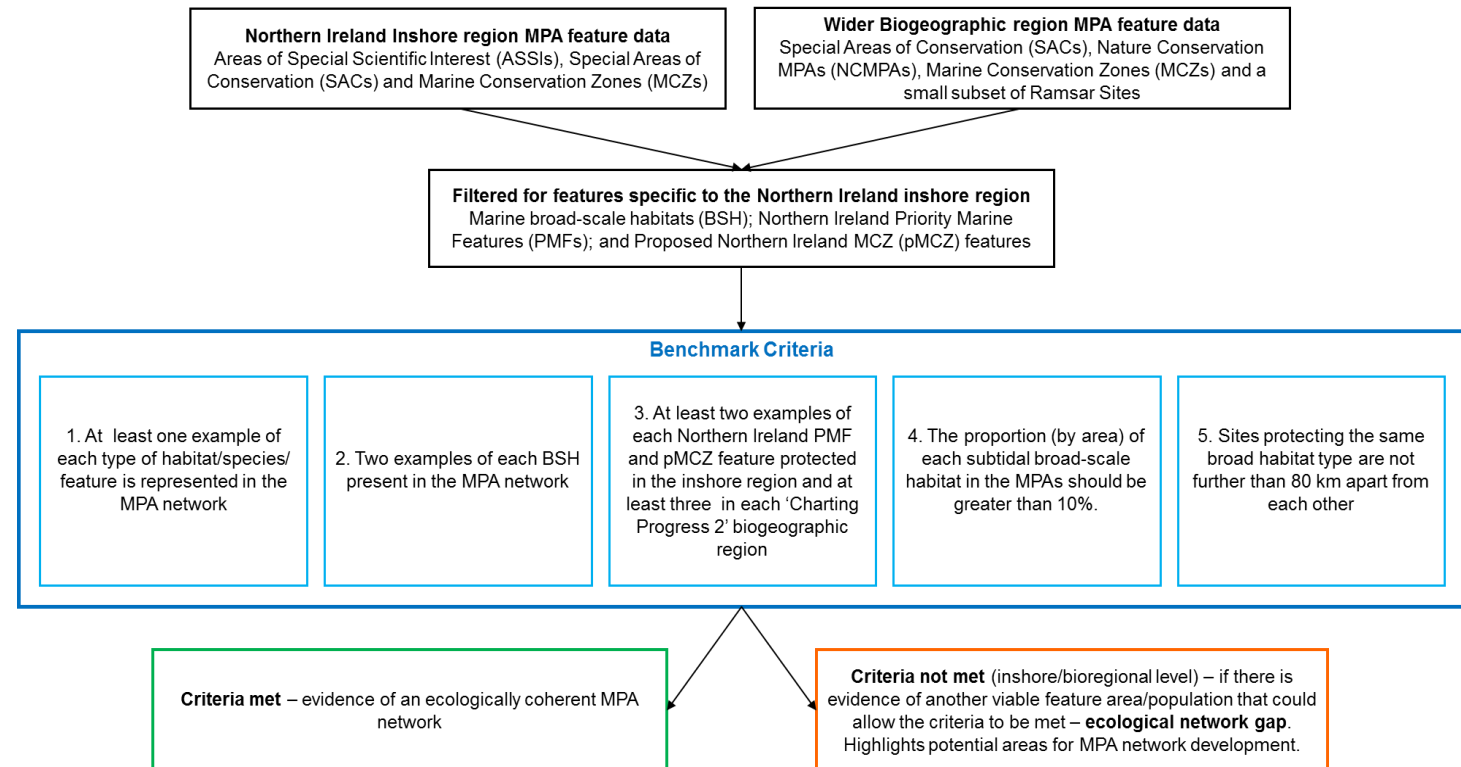 Northern Ireland Inshore region MPA feature data
Areas of Special Scientific Interest (ASSIs), Special Areas of
Conservation (SACs) and Marine Conservation Zones (MCZs)
Wider Biogeographic region MPA feature data
Special Areas of Conservation (SACs), Nature Conservation
MPAs (NCMPAs), Marine Conservation Zones (MCZs) and a
small subset of Ramsar Sites
Filtered for features specific to the Northern Ireland inshore region
Marine broad-scale habitats (BSH); Northern Ireland Priority Marine
Features (PMFs); and Proposed Northern Ireland MCZ (pMCZ) features
Benchmark Criteria
1. At least one example of
each type of habitat/species/
feature is represented in the
MPA network
2. Two examples of each BSH
present in the MPA network
3. At least two examples of
each Northern Ireland PMF
and pMCZ feature protected
in the inshore region and at
least three in each ‘Charting
Progress 2’ biogeographic
region
4. The proportion (by area) of
each subtidal broad-scale
habitat in the MPAs should be
greater than 10%.
5. Sites protecting the same
broad habitat type are not
further than 80 km apart from
each other
Criteria met – evidence of an ecologically coherent MPA
network
Criteria not met (inshore/bioregional level) – if there is
evidence of another viable feature area/population that could
allow the criteria to be met – ecological network gap.
Highlights potential areas for MPA network development.